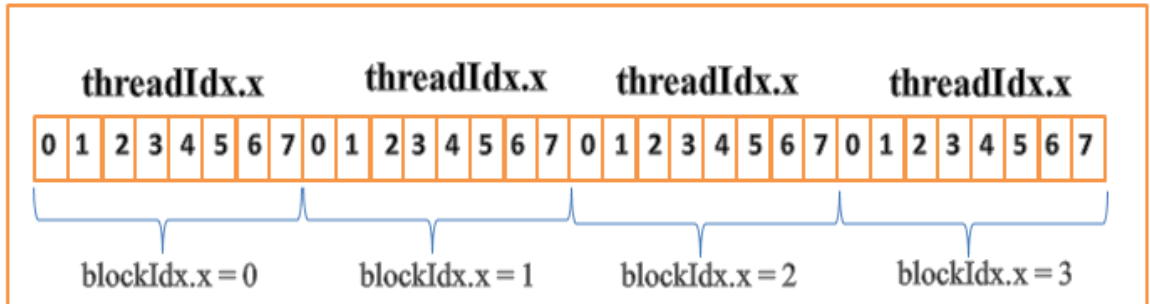 threadIdx.x threadIdx.x threadIdx.x threadIdx.x
0 1 2 3 4 5 6 7 0 1 2 3 4 5 6 7 0 1 2 3 4 5 6 7 0 1 2 3 4 5 6 7
blockIdx.x = 0 blockIdx.x = 1 blockIdx.x = 2 blockIdx.x = 3